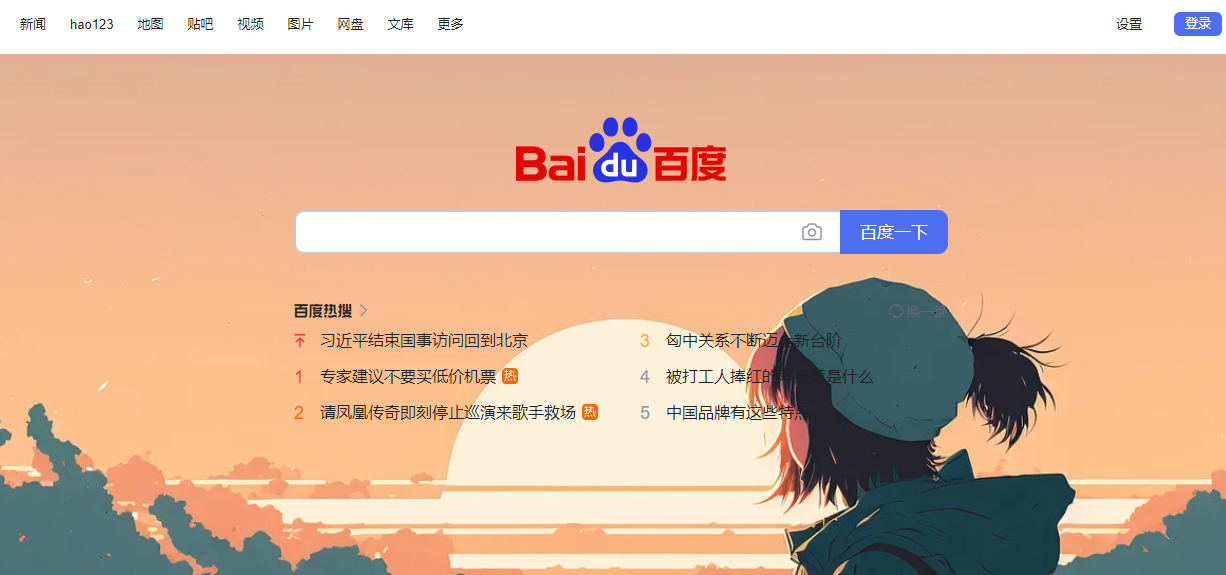 新闻 hao123 地图 贴吧 视频 图片 网盘 文库 更多 设置 登录
Baidu百度
百度一下
百度热搜 换一换
习近平结束国事访问回到北京
1 专家建议不要买低价机票 热
2 请凤凰传奇即刻停止巡演来歌手救场 热
3 匈中关系不断迈上新台阶
4 被打工人捧红的 是什么
5 中国品牌有这些特点